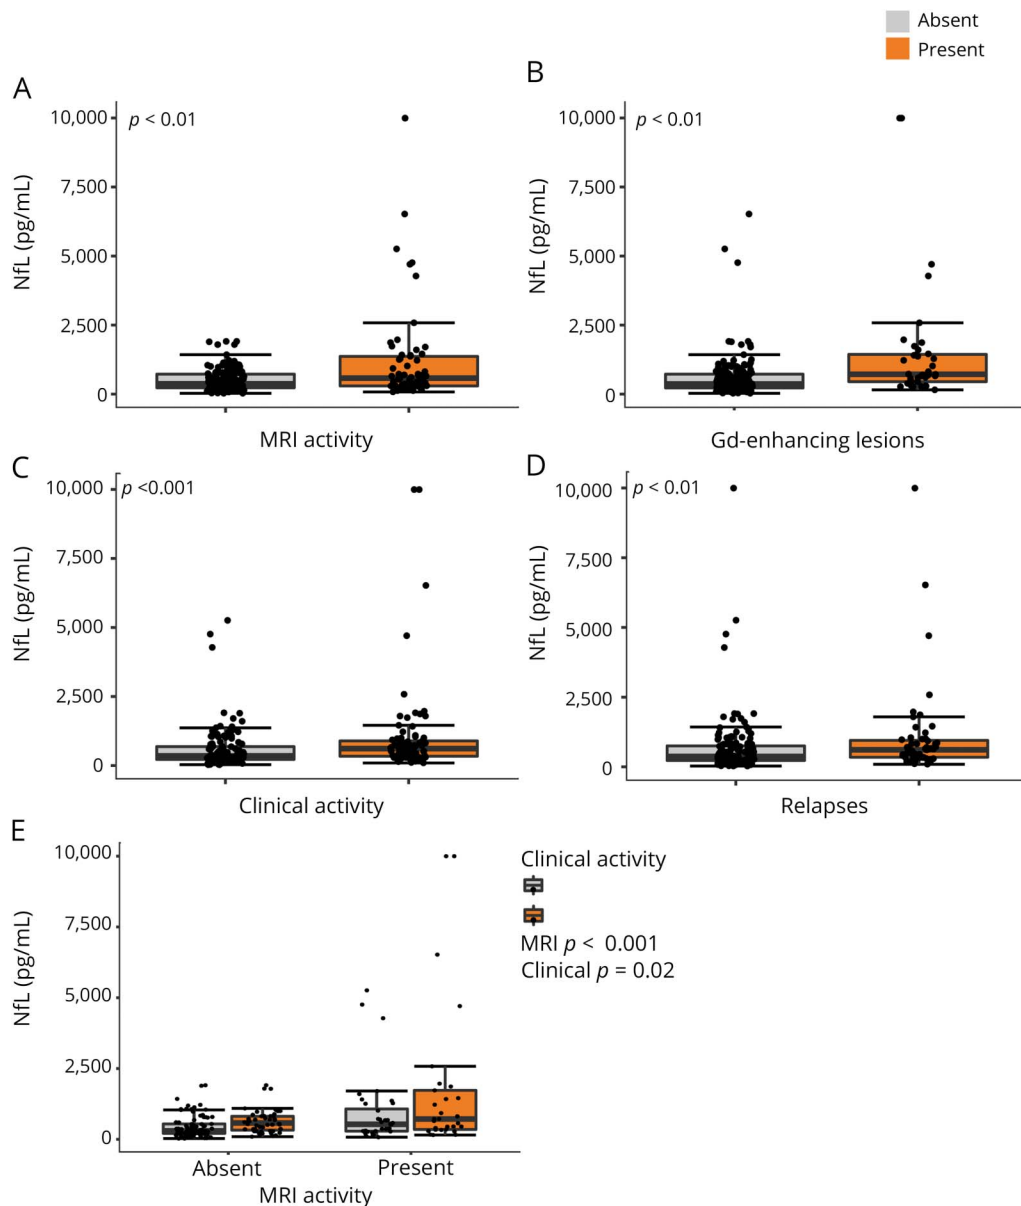 Absent
Present
A
p < 0.01
10,000
7,500
5,000
2,500
0
NfL (pg/mL)
MRI activity
B
p < 0.01
10,000
7,500
5,000
2,500
0
NfL (pg/mL)
Gd-enhancing lesions
C
p <0.001
10,000
7,500
5,000
2,500
0
NfL (pg/mL)
Clinical activity
D
p < 0.01
10,000
7,500
5,000
2,500
0
NfL (pg/mL)
Relapses
E
10,000
7,500
5,000
2,500
0
NfL (pg/mL)
Absent
Present
MRI activity
Clinical activity
MRI p < 0.001
Clinical p = 0.02